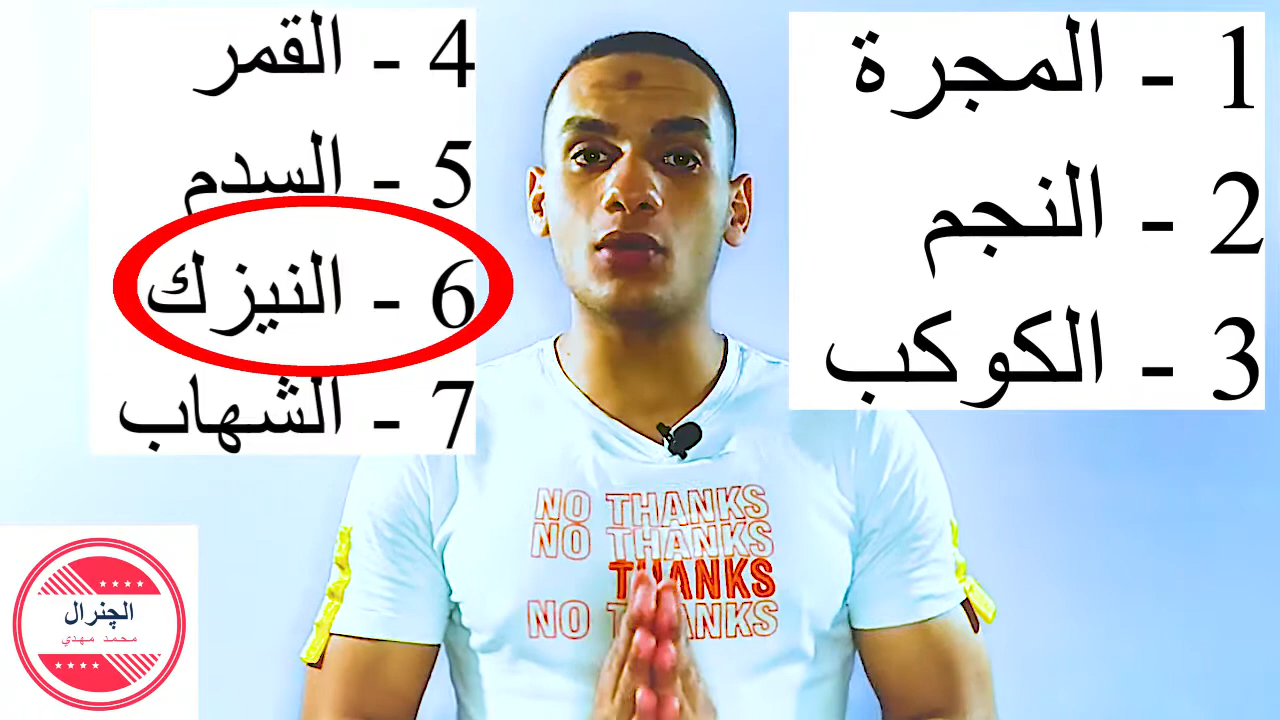 1 - المجرة
2 - النجم
3 - الكوكب
4 - القمر
5 - السدم
6 - النيزك
7 - الشهاب
NO THANKS
NO THANKS
THANKS
NO THANKS
الچنرال
محمد مهدي